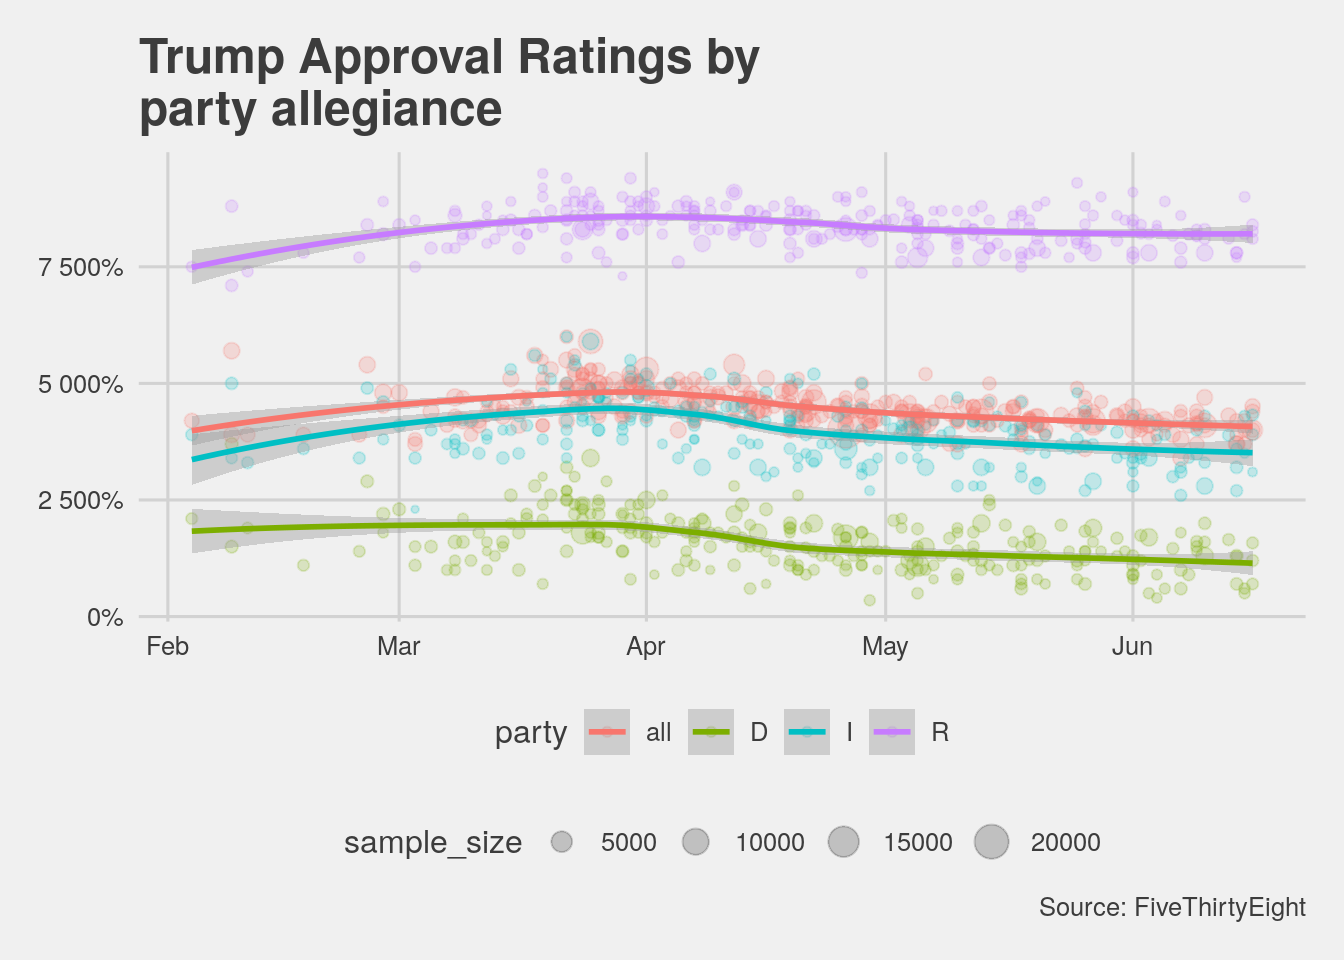 Trump Approval Ratings by
party allegiance
7 500%
5 000%
2 500%
0%
Feb Mar Apr May Jun
party all D I R
sample_size 5000 10000 15000 20000
Source: FiveThirtyEight